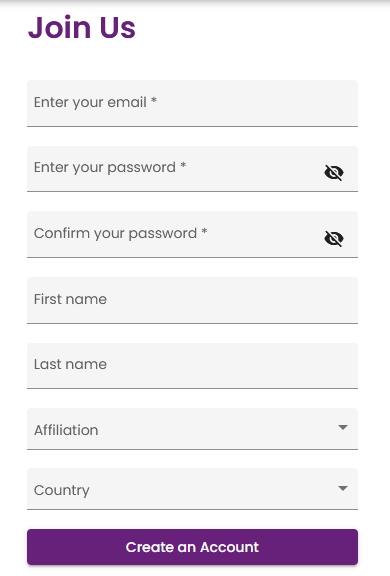 Join Us
Enter your email *
Enter your password *
Confirm your password *
First name
Last name
Affiliation
Country
Create an Account